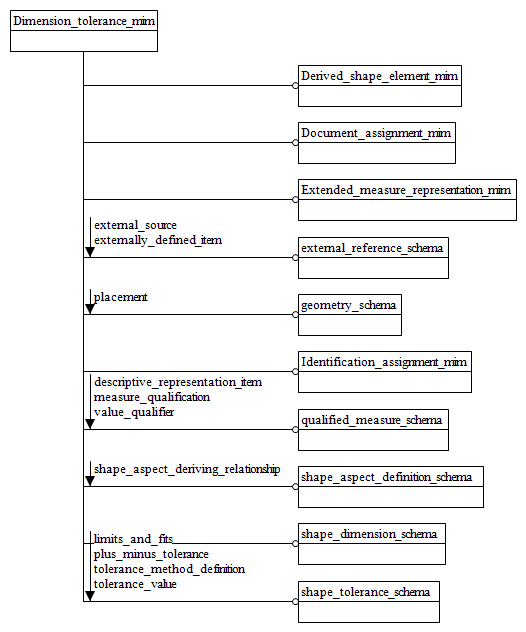 Dimension_tolerance_mim
Derived_shape_element_mim
Document_assignment_mim
Extended_measure_representation_mim
external_source
externally_defined_item
external_reference_schema
placement
geometry_schema
Identification_assignment_mim
descriptive_representation_item
measure_qualification
value_qualifier
qualified_measure_schema
shape_aspect_deriving_relationship
shape_aspect_definition_schema
shape_dimension_schema
limits_and_fits
plus_minus_tolerance
tolerance_method_definition
tolerance_value
shape_tolerance_schema